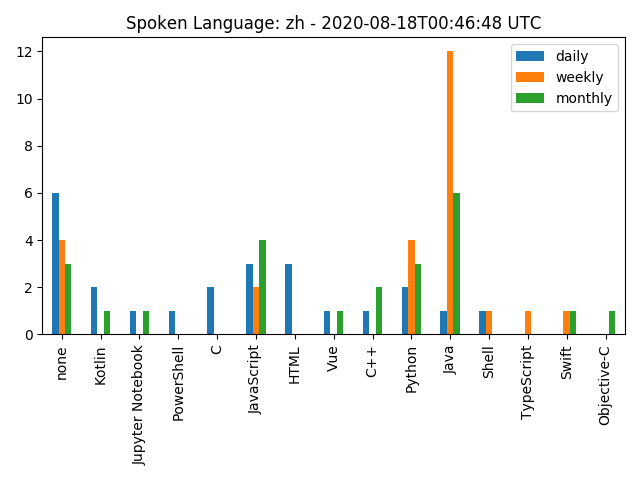 Spoken Language: zh - 2020-08-18T00:46:48 UTC
daily
weekly
monthly
12
10
8
6
4
2
0
none
Kotlin
Jupyter Notebook
PowerShell
C
JavaScript
HTML
Vue
C++
Python
Java
Shell
TypeScript
Swift
Objective-C